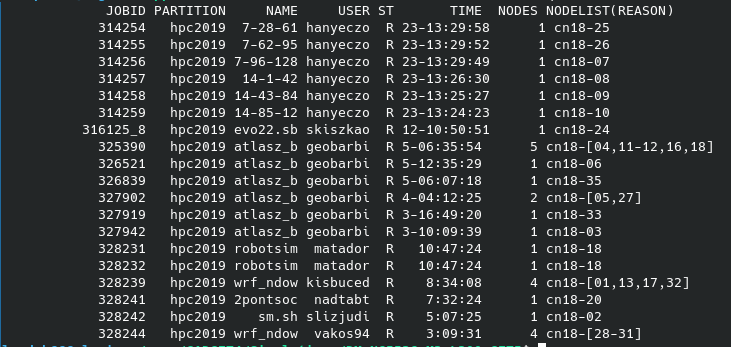 JOBID PARTITION NAME USER ST TIME NODES NODELIST(REASON)
314254 hpc2019 7-28-61 hanyeczo R 23-13:29:58 1 cn18-25
314255 hpc2019 7-62-95 hanyeczo R 23-13:29:52 1 cn18-26
314256 hpc2019 7-96-128 hanyeczo R 23-13:29:49 1 cn18-07
314257 hpc2019 14-1-42 hanyeczo R 23-13:26:30 1 cn18-08
314258 hpc2019 14-43-84 hanyeczo R 23-13:25:27 1 cn18-09
314259 hpc2019 14-85-12 hanyeczo R 23-13:24:23 1 cn18-10
316125_8 hpc2019 evo22.sb skiszkao R 12-10:50:51 1 cn18-24
325390 hpc2019 atlasz_b geobarbi R 5-06:35:54 5 cn18-[04,11-12,16,18]
326521 hpc2019 atlasz_b geobarbi R 5-12:35:29 1 cn18-06
326839 hpc2019 atlasz_b geobarbi R 5-06:07:18 1 cn18-35
327902 hpc2019 atlasz_b geobarbi R 4-04:12:25 2 cn18-[05,27]
327919 hpc2019 atlasz_b geobarbi R 3-16:49:20 1 cn18-33
327942 hpc2019 atlasz_b geobarbi R 3-10:09:39 1 cn18-03
328231 hpc2019 robotsim matador R 10:47:24 1 cn18-18
328232 hpc2019 robotsim matador R 10:47:24 1 cn18-18
328239 hpc2019 wrf_ndow kisbuced R 8:34:08 4 cn18-[01,13,17,32]
328241 hpc2019 2pontsoc nadtabt R 7:32:24 1 cn18-20
328242 hpc2019 sm.sh slizjudi R 5:07:25 1 cn18-02
328244 hpc2019 wrf_ndow vakos94 R 3:09:31 4 cn18-[28-31]